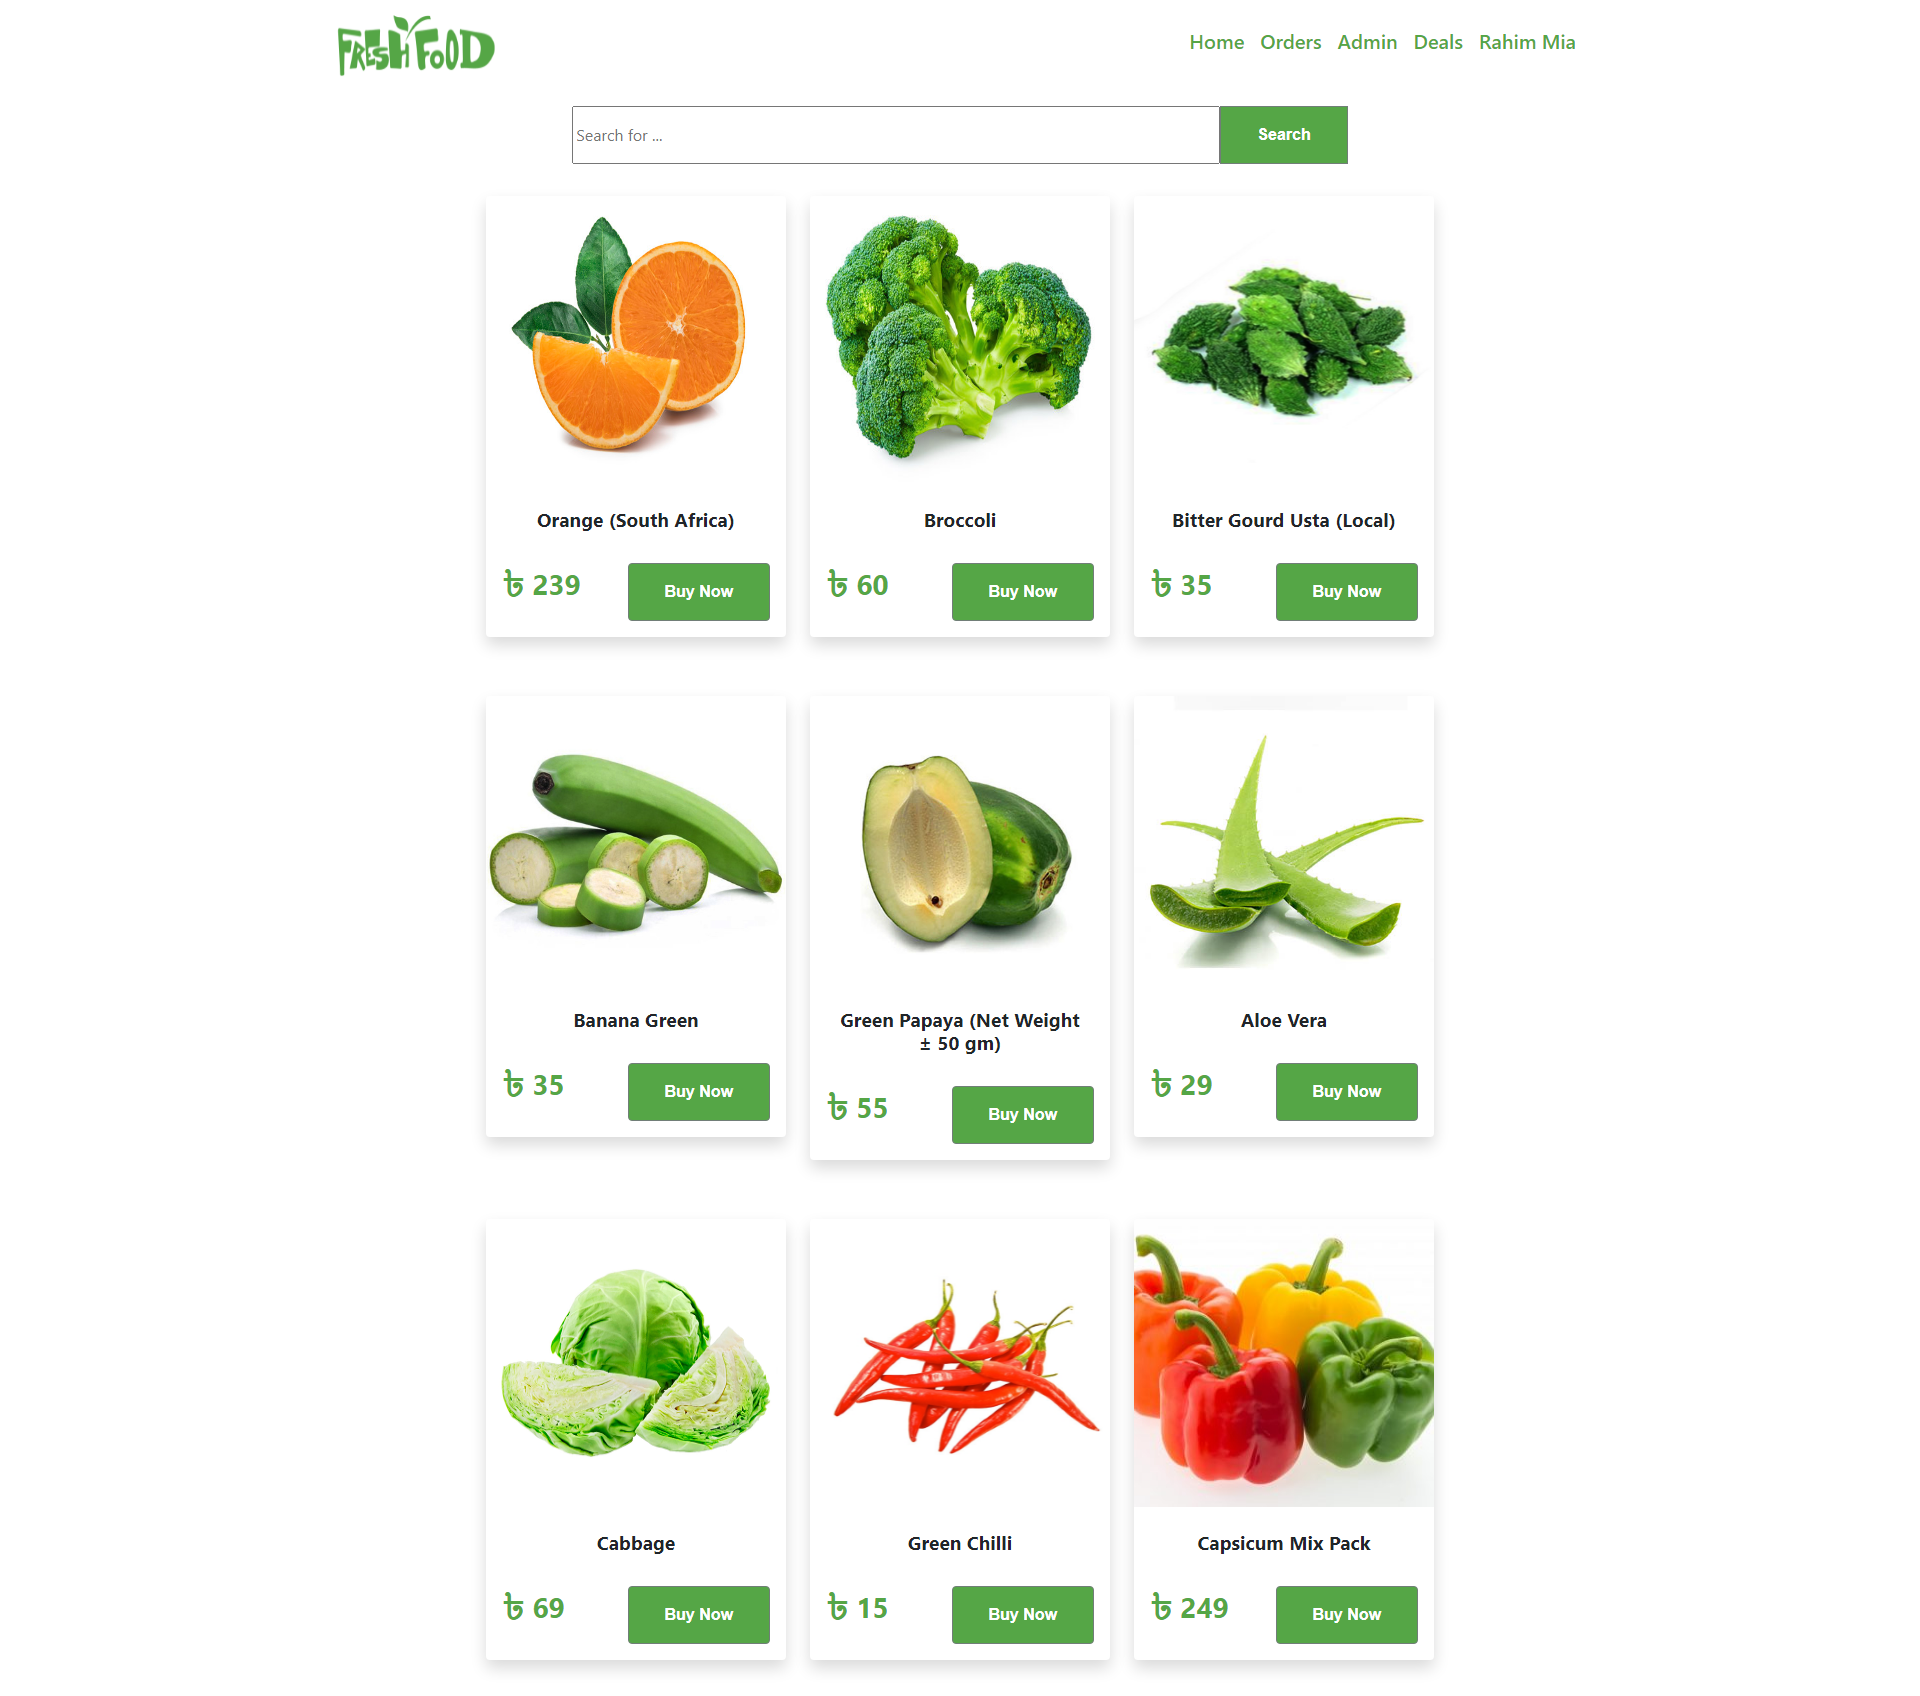 FRESH FOOD
Home Orders Admin Deals Rahim Mia
Search for ...
Search
Orange (South Africa)
৳ 239
Buy Now
Broccoli
৳ 60
Buy Now
Bitter Gourd Usta (Local)
৳ 35
Buy Now
Banana Green
৳ 35
Buy Now
Green Papaya (Net Weight
± 50 gm)
৳ 55
Buy Now
Aloe Vera
৳ 29
Buy Now
Cabbage
৳ 69
Buy Now
Green Chilli
৳ 15
Buy Now
Capsicum Mix Pack
৳ 249
Buy Now